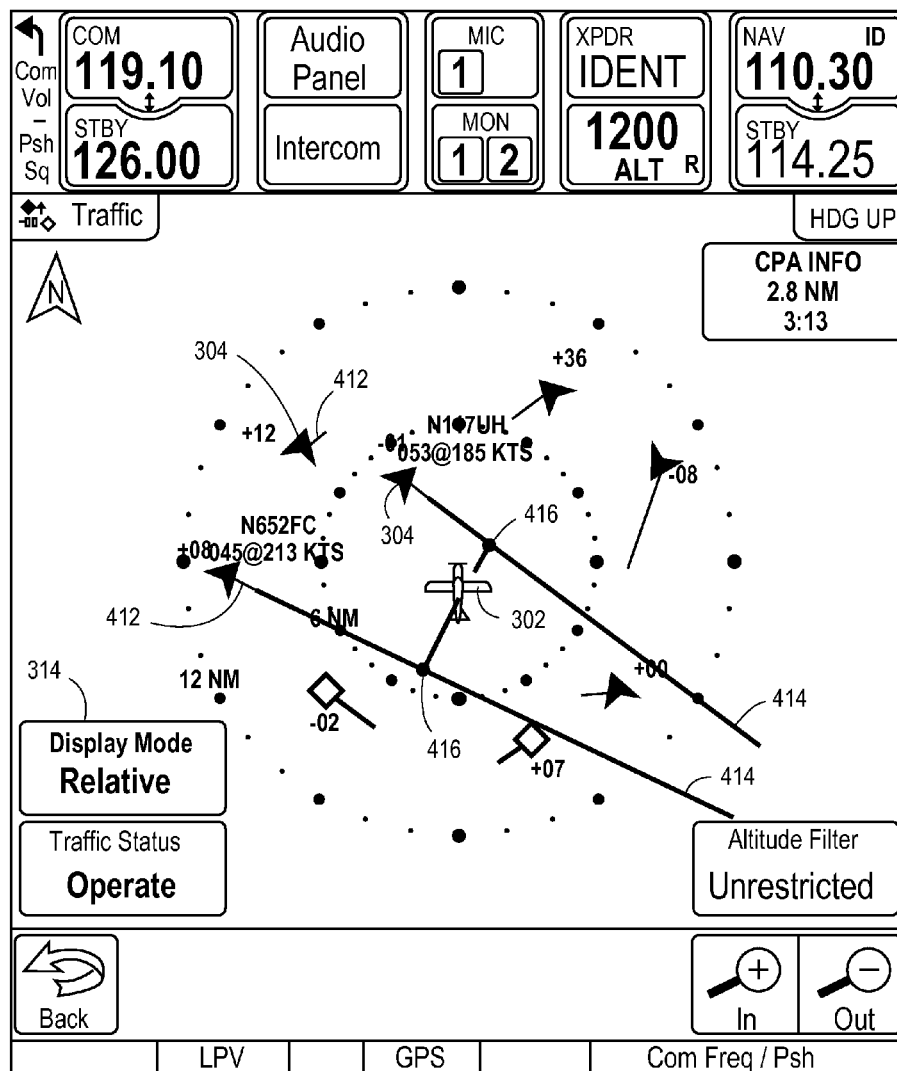 COM
119.10
STBY
126.00
Com
Vol
–
Psh
Sq
Audio
Panel
Intercom
MIC
1
MON
1 2
XPDR
IDENT
1200
ALT R
NAV ID
110.30
STBY
114.25
Traffic
HDG UP
N
CPA INFO
2.8 NM
3:13
304
412
+36
+12
N117UH
-01
053@185 KTS
-08
304
416
N652FC
+08
045@213 KTS
412
6 NM
302
314
12 NM
+00
-02
414
416
+07
414
Display Mode
Relative
Traffic Status
Operate
Altitude Filter
Unrestricted
Back
In
Out
LPV
GPS
Com Freq / Psh